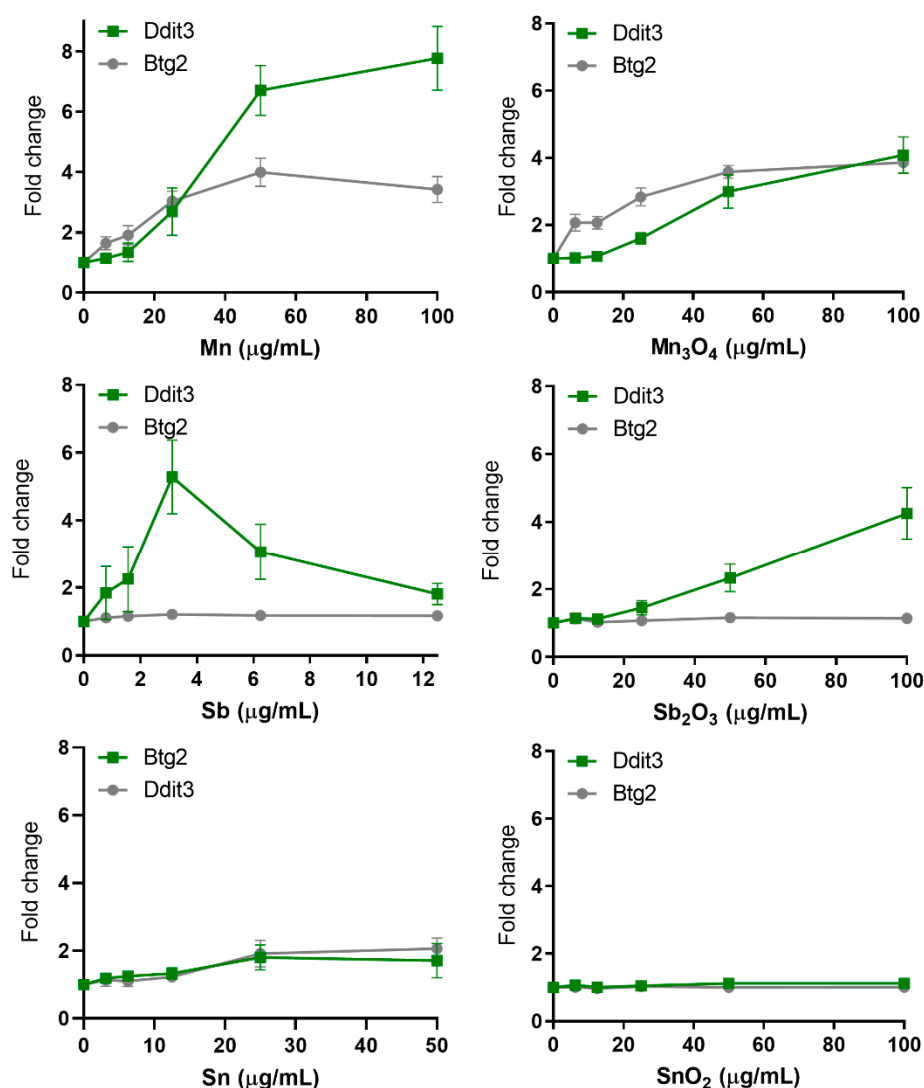 Ddit3
Btg2
Fold change
8
6
4
2
0
0 20 40 60 80 100
Mn (μg/mL)
Ddit3
Btg2
Fold change
8
6
4
2
0
0 20 40 60 80 100
Mn₃O₄ (μg/mL)
Ddit3
Btg2
Fold change
8
6
4
2
0
0 2 4 6 8 10 12
Sb (μg/mL)
Ddit3
Btg2
Fold change
8
6
4
2
0
0 20 40 60 80 100
Sb₂O₃ (μg/mL)
Btg2
Ddit3
Fold change
8
6
4
2
0
0 10 20 30 40 50
Sn (μg/mL)
Ddit3
Btg2
Fold change
8
6
4
2
0
0 20 40 60 80 100
SnO₂ (μg/mL)